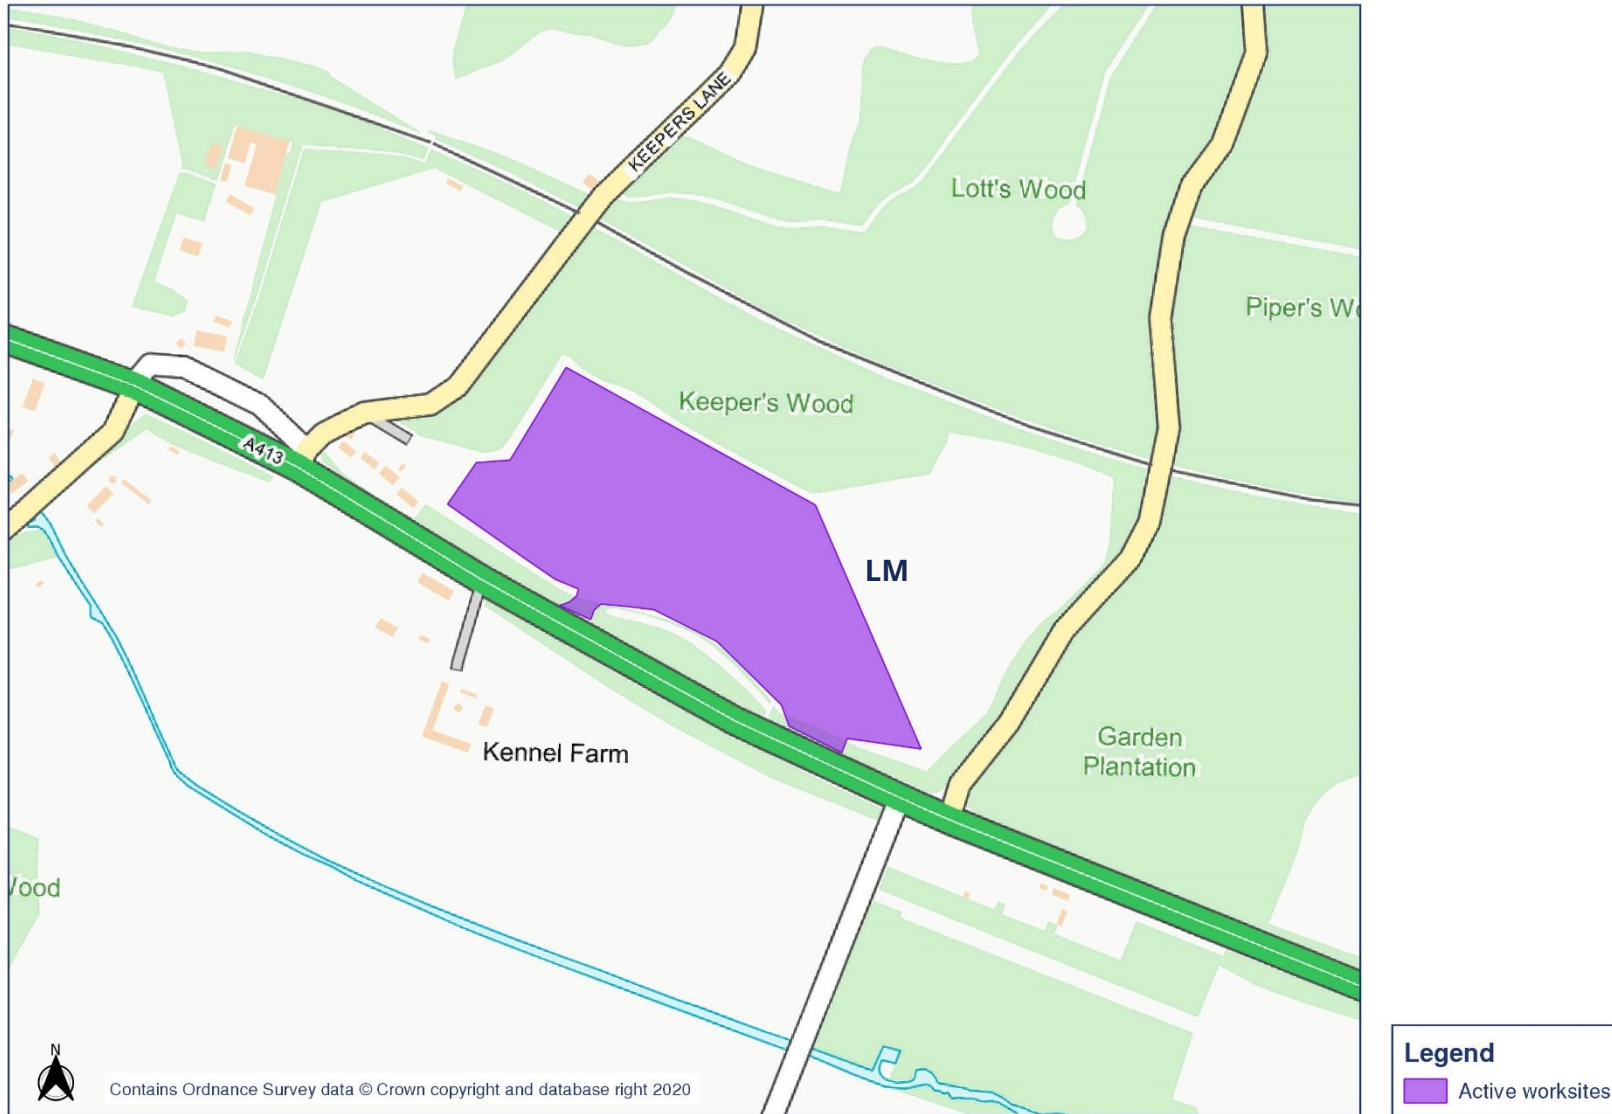 KEEPERS LANE
Lott's Wood
Piper's
Keeper's Wood
A413
LM
Kennel Farm
Garden
Plantation
N
Contains Ordnance Survey data © Crown copyright and database right 2020
Legend
Active worksites